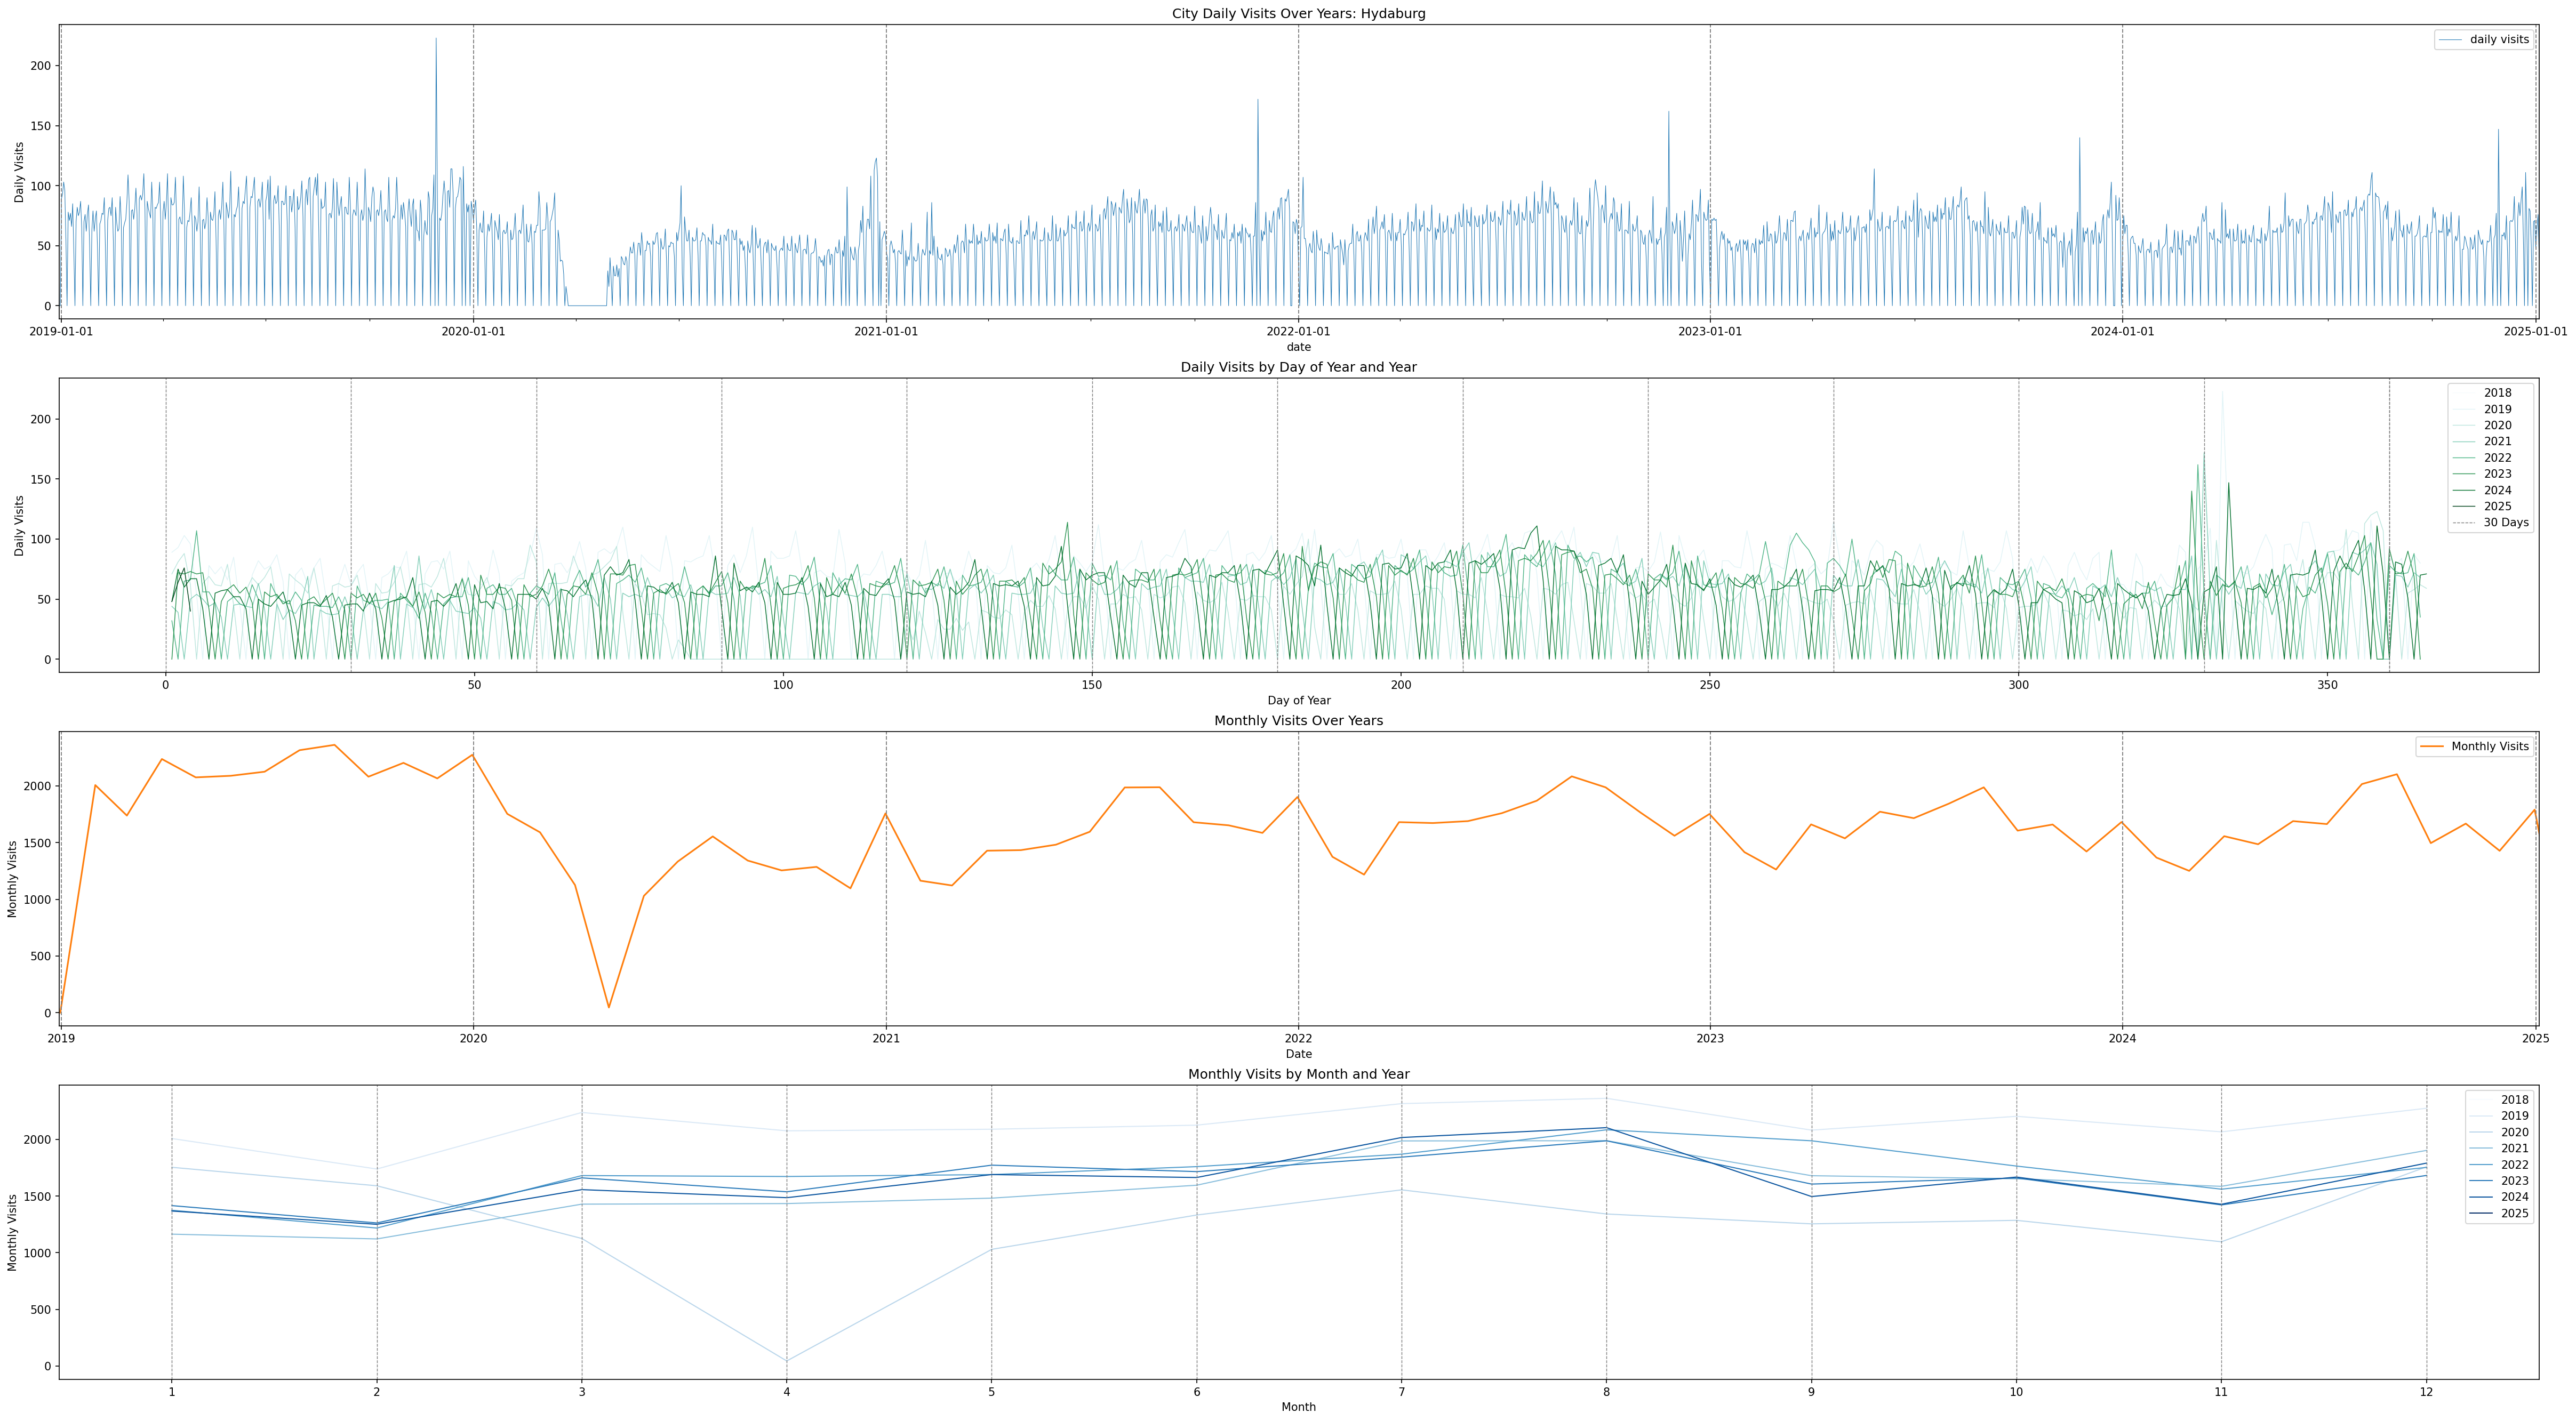 City Daily Visits Over Years: Hydaburg
daily visits
Daily Visits
200
150
100
50
0
2019-01-01 2020-01-01 2021-01-01 2022-01-01 2023-01-01 2024-01-01 2025-01-01
date
Daily Visits by Day of Year and Year
2018
2019
2020
2021
2022
2023
2024
2025
30 Days
Daily Visits
200
150
100
50
0
0 50 100 150 200 250 300 350
Day of Year
Monthly Visits Over Years
Monthly Visits
Monthly Visits
2000
1500
1000
500
0
2019 2020 2021 2022 2023 2024 2025
Date
Monthly Visits by Month and Year
2018
2019
2020
2021
2022
2023
2024
2025
Monthly Visits
2000
1500
1000
500
0
1 2 3 4 5 6 7 8 9 10 11 12
Month